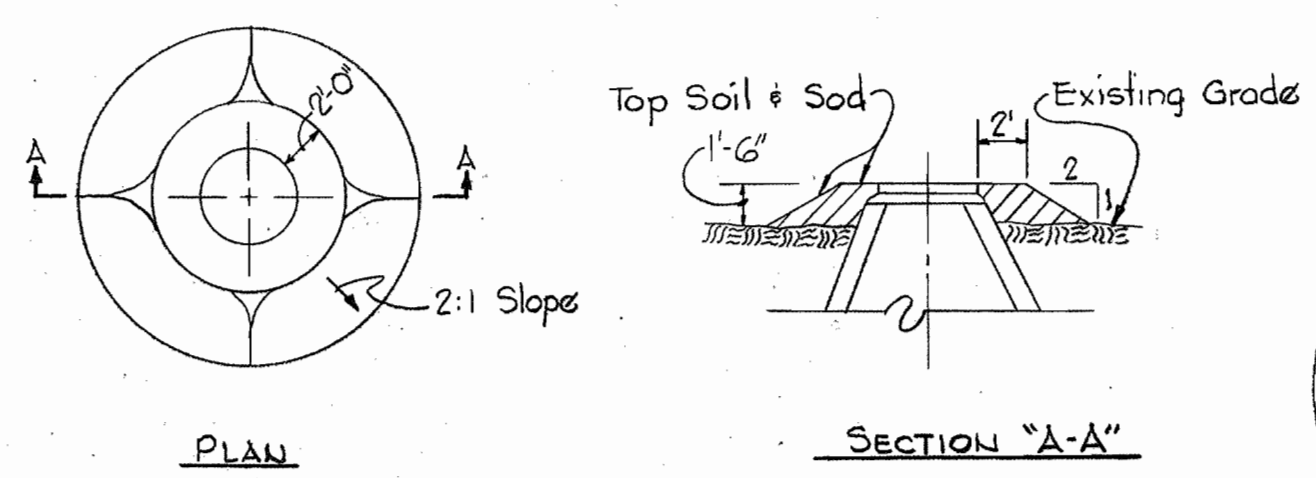 A
A
2'-0"
2:1 Slope
PLAN
Top Soil & Sod
1'-6"
2'
Existing Grade
2
1
SECTION "A-A"